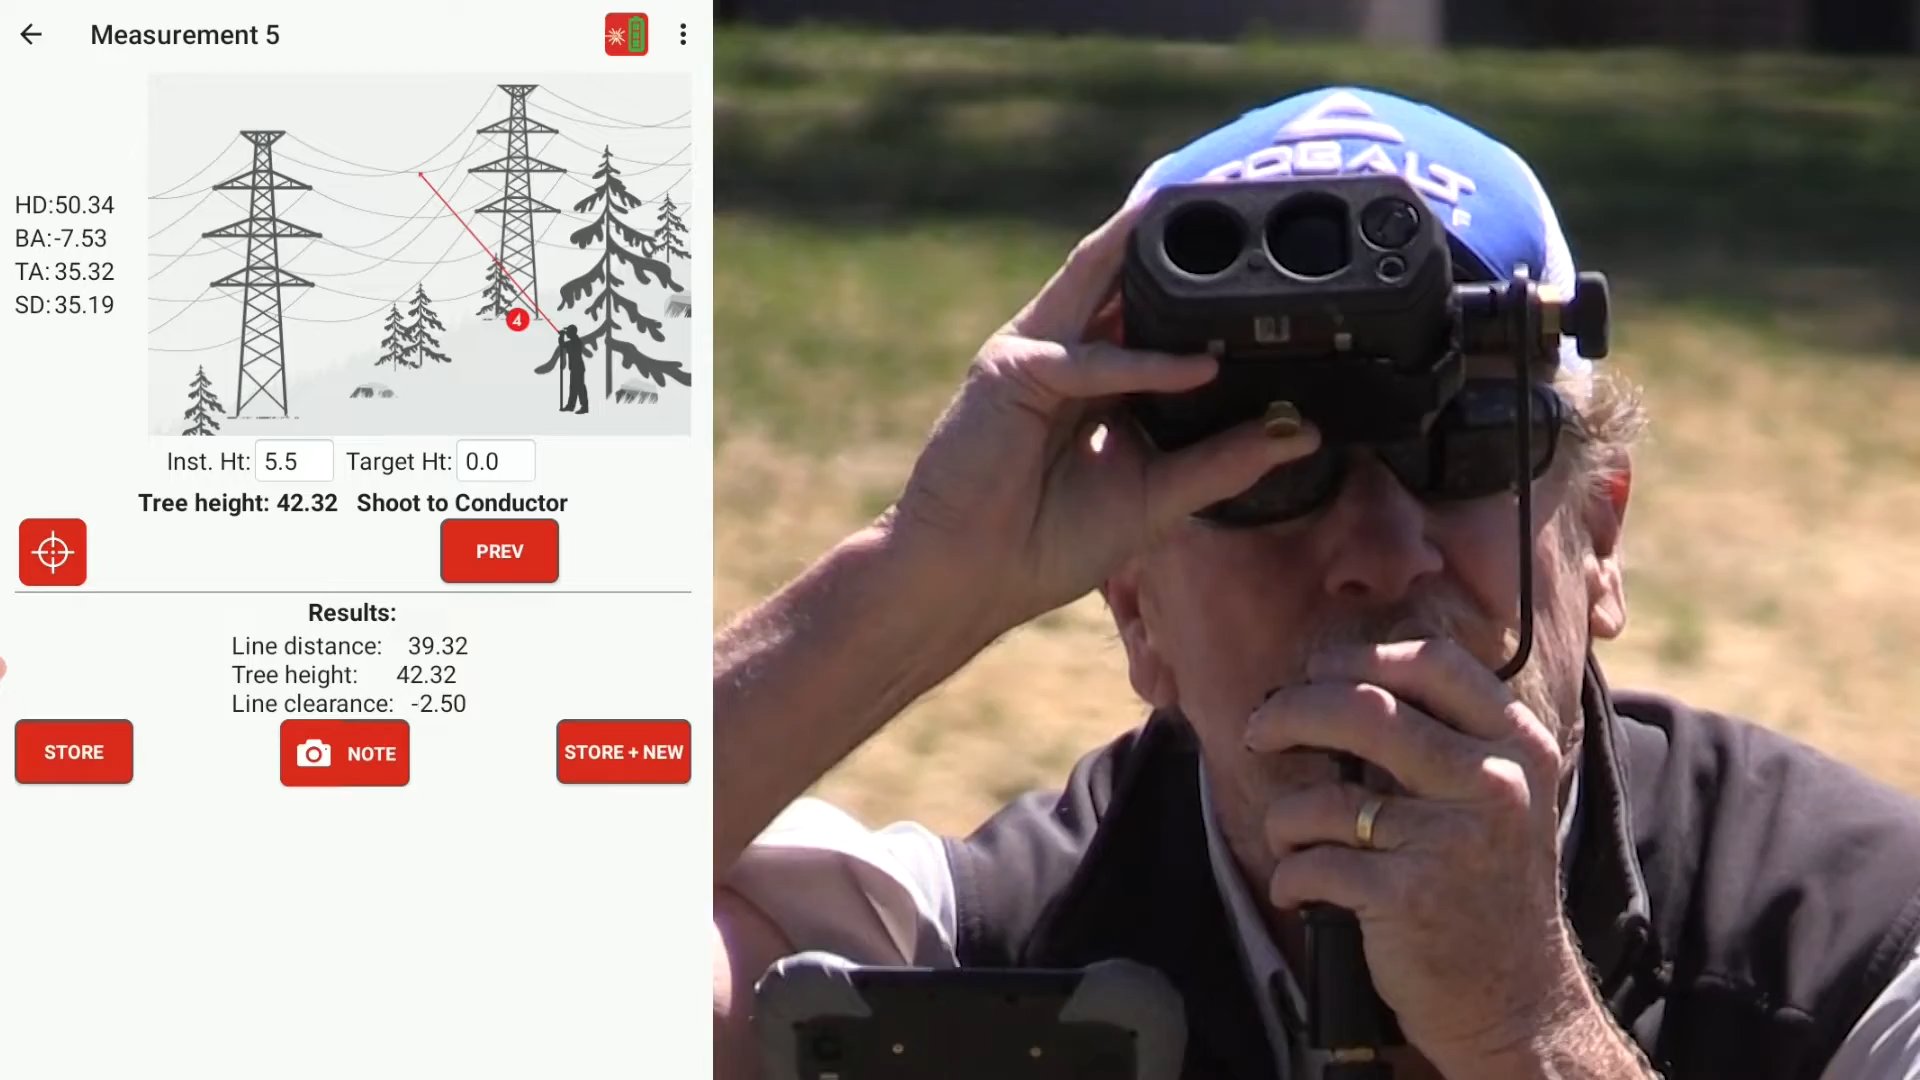 Measurement 5
HD:50.34
BA:-7.53
TA:35.32
SD:35.19
4
Inst. Ht: 5.5 Target Ht: 0.0
Tree height: 42.32 Shoot to Conductor
PREV
Results:
Line distance: 39.32
Tree height: 42.32
Line clearance: -2.50
STORE
NOTE
STORE + NEW
COBALT